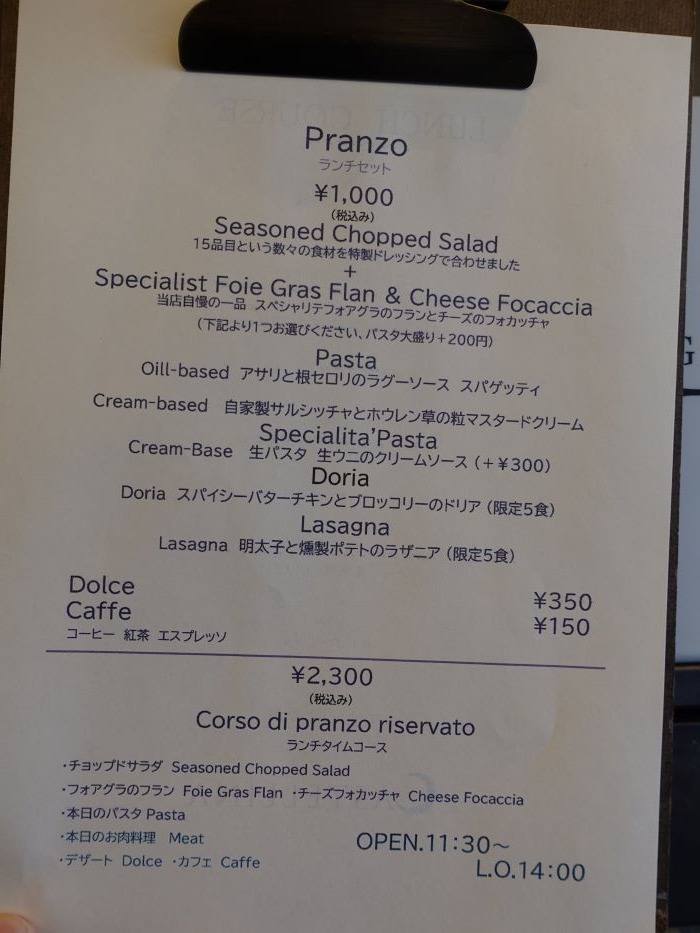 Pranzo
ランチセット
¥1,000
(税込み)
Seasoned Chopped Salad
15品目という数々の食材を特製ドレッシングで合わせました
+
Specialist Foie Gras Flan & Cheese Focaccia
当店自慢の一品 スペシャリテフォアグラのフランとチーズのフォカッチャ
(下記より1つお選びください、パスタ大盛り+200円)
Pasta
Oill-based アサリと根セロリのラグーソース スパゲッティ
Cream-based 自家製サルシッチャとホウレン草の粒マスタードクリーム
Specialita'Pasta
Cream-Base 生パスタ 生ウニのクリームソース (+¥300)
Doria
Doria スパイシーバターチキンとブロッコリーのドリア (限定5食)
Lasagna
Lasagna 明太子と燻製ポテトのラザニア (限定5食)
Dolce ¥350
Caffe ¥150
コーヒー 紅茶 エスプレッソ
¥2,300
(税込み)
Corso di pranzo riservato
ランチタイムコース
・チョップドサラダ Seasoned Chopped Salad
・フォアグラのフラン Foie Gras Flan ・チーズフォカッチャ Cheese Focaccia
・本日のパスタ Pasta
・本日のお肉料理 Meat
・デザート Dolce ・カフェ Caffe
OPEN.11:30～
L.O.14:00
G